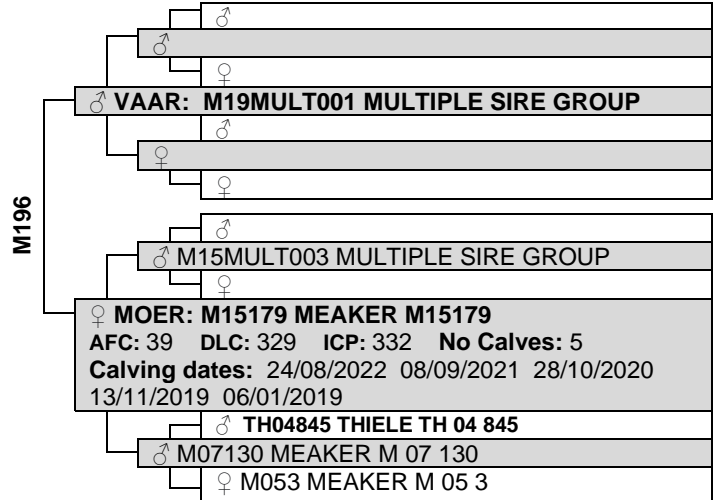 ♂
♂
♀
♂ VAAR: M19MULT001 MULTIPLE SIRE GROUP
♂
♀
♀
M196
♂
♂ M15MULT003 MULTIPLE SIRE GROUP
♀
♀ MOER: M15179 MEAKER M15179
AFC: 39 DLC: 329 ICP: 332 No Calves: 5
Calving dates: 24/08/2022 08/09/2021 28/10/2020
13/11/2019 06/01/2019
♂ TH04845 THIELE TH 04 845
♂ M07130 MEAKER M 07 130
♀ M053 MEAKER M 05 3